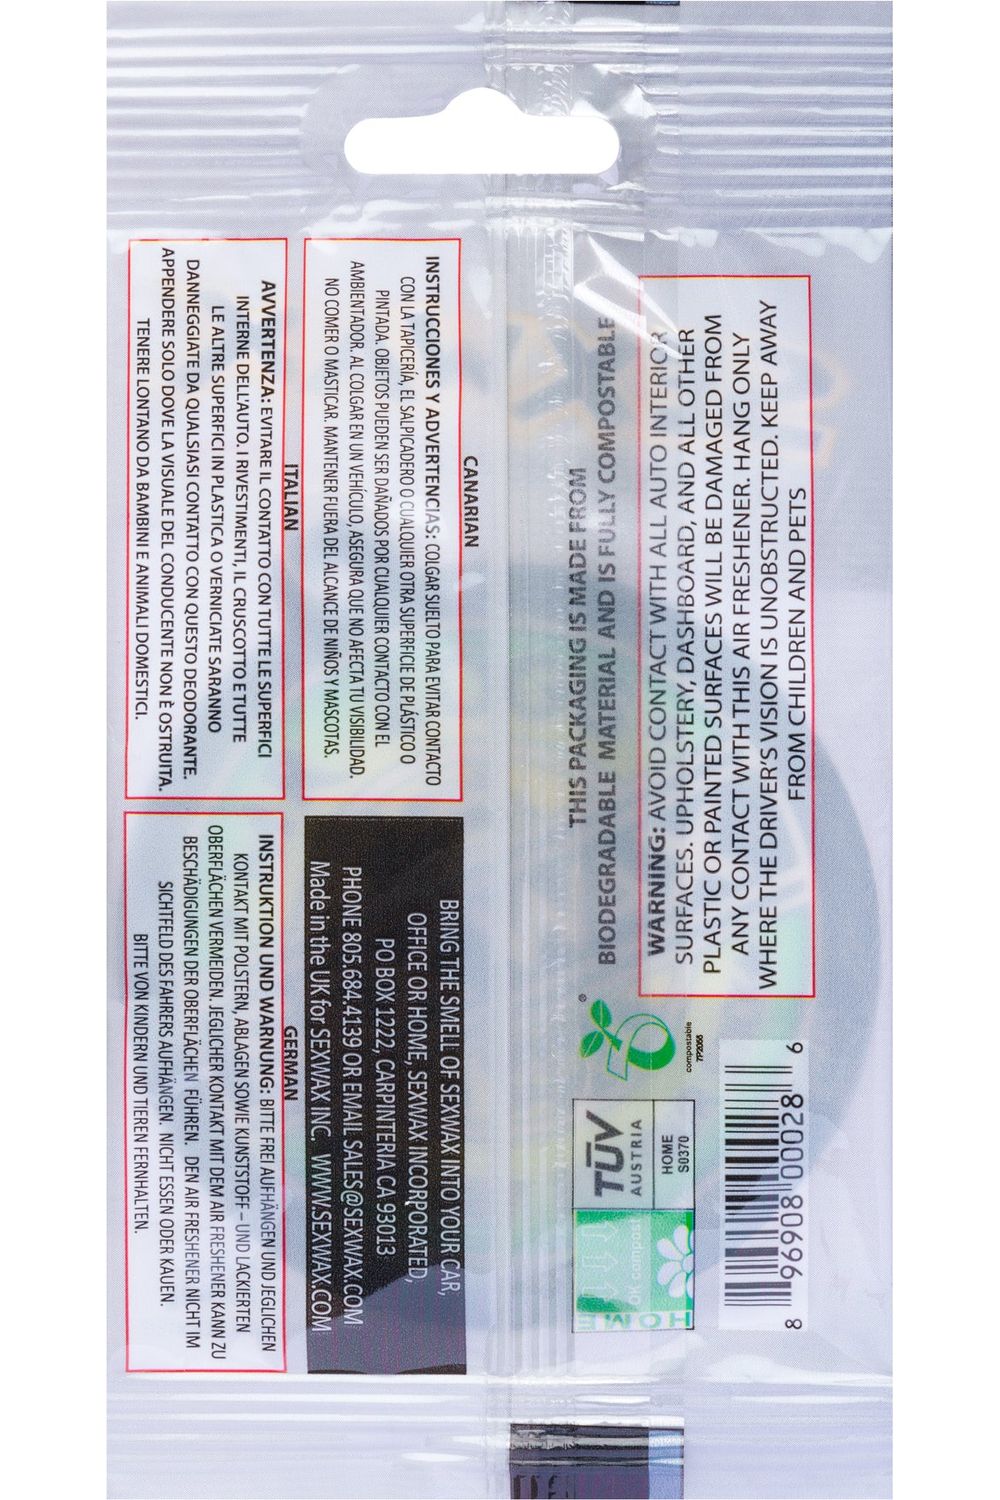 WARNING: AVOID CONTACT WITH ALL AUTO INTERIOR
SURFACES. UPHOLSTERY, DASHBOARD, AND ALL OTHER
PLASTIC OR PAINTED SURFACES WILL BE DAMAGED FROM
ANY CONTACT WITH THIS AIR FRESHENER. HANG ONLY
WHERE THE DRIVER'S VISION IS UNOBSTRUCTED. KEEP AWAY
FROM CHILDREN AND PETS
THIS PACKAGING IS MADE FROM
BIODEGRADABLE MATERIAL AND IS FULLY COMPOSTABLE
®
compostable
7P2065
TÜV
AUSTRIA
HOME
S0370
OK compost
HOME
8 96908 00028 6
CANARIAN
INSTRUCCIONES Y ADVERTENCIAS: COLGAR SUELTO PARA EVITAR CONTACTO
CON LA TAPICERÍA, EL SALPICADERO O CUALQUIER OTRA SUPERFICIE DE PLÁSTICO O
PINTADA. OBJETOS PUEDEN SER DAÑADOS POR CUALQUIER CONTACTO CON EL
AMBIENTADOR. AL COLGAR EN UN VEHÍCULO, ASEGURA QUE NO AFECTA TU VISIBILIDAD.
NO COMER O MASTICAR. MANTENER FUERA DEL ALCANCE DE NIÑOS Y MASCOTAS.
ITALIAN
AVVERTENZA: EVITARE IL CONTATTO CON TUTTE LE SUPERFICI
INTERNE DELL'AUTO. I RIVESTIMENTI, IL CRUSCOTTO E TUTTE
LE ALTRE SUPERFICI IN PLASTICA O VERNICIATE SARANNO
DANNEGGIATE DA QUALSIASI CONTATTO CON QUESTO DEODORANTE.
APPENDERE SOLO DOVE LA VISUALE DEL CONDUCENTE NON È OSTRUITA.
TENERE LONTANO DA BAMBINI E ANIMALI DOMESTICI.
BRING THE SMELL OF SEXWAX INTO YOUR CAR,
OFFICE OR HOME. SEXWAX INCORPORATED,
PO BOX 1222, CARPINTERIA CA 93013
PHONE 805.684.4139 OR EMAIL SALES@SEXWAX.COM
Made in the UK for SEXWAX INC. WWW.SEXWAX.COM
GERMAN
INSTRUKTION UND WARNUNG: BITTE FREI AUFHÄNGEN UND JEGLICHEN
KONTAKT MIT POLSTERN, ABLAGEN SOWIE KUNSTSTOFF – UND LACKIERTEN
OBERFLÄCHEN VERMEIDEN. JEGLICHER KONTAKT MIT DEM AIR FRESHENER KANN ZU
BESCHÄDIGUNGEN DER OBERFLÄCHEN FÜHREN. DEN AIR FRESHENER NICHT IM
SICHTFELD DES FAHRERS AUFHÄNGEN. NICHT ESSEN ODER KAUEN.
BITTE VON KINDERN UND TIEREN FERNHALTEN.